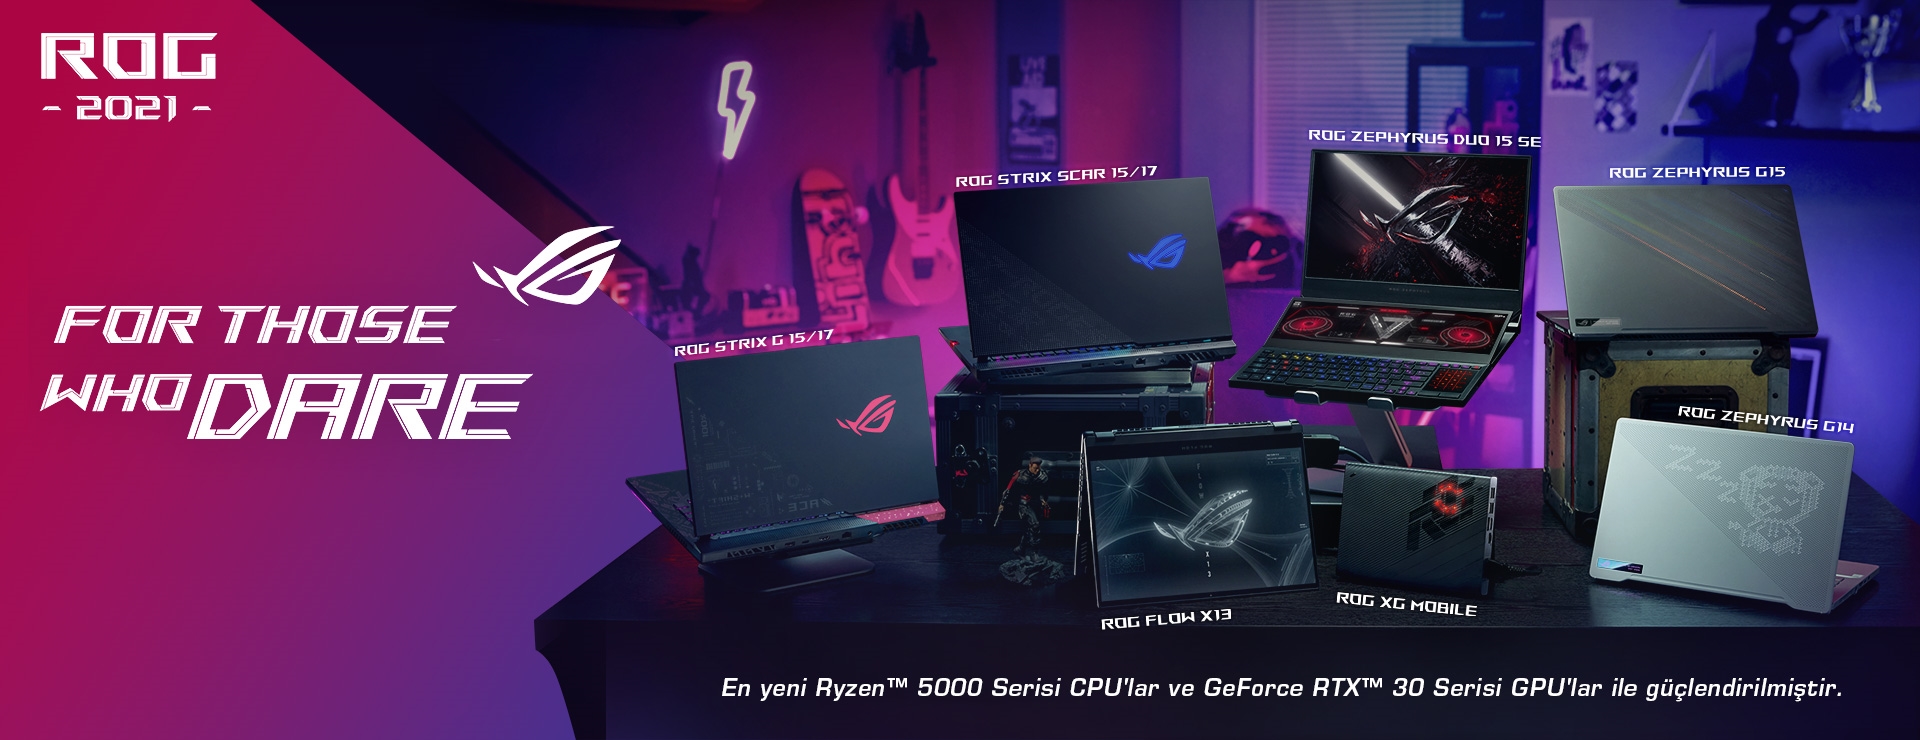 ROG
- 2021 -
FOR THOSE
WHO DARE
ROG STRIX G 15/17
ROG STRIX SCAR 15/17
ROG ZEPHYRUS DUO 15 SE
ROG ZEPHYRUS G15
ROG ZEPHYRUS G14
ROG FLOW X13
ROG XG MOBILE
En yeni Ryzen™ 5000 Serisi CPU'lar ve GeForce RTX™ 30 Serisi GPU'lar ile güçlendirilmiştir.